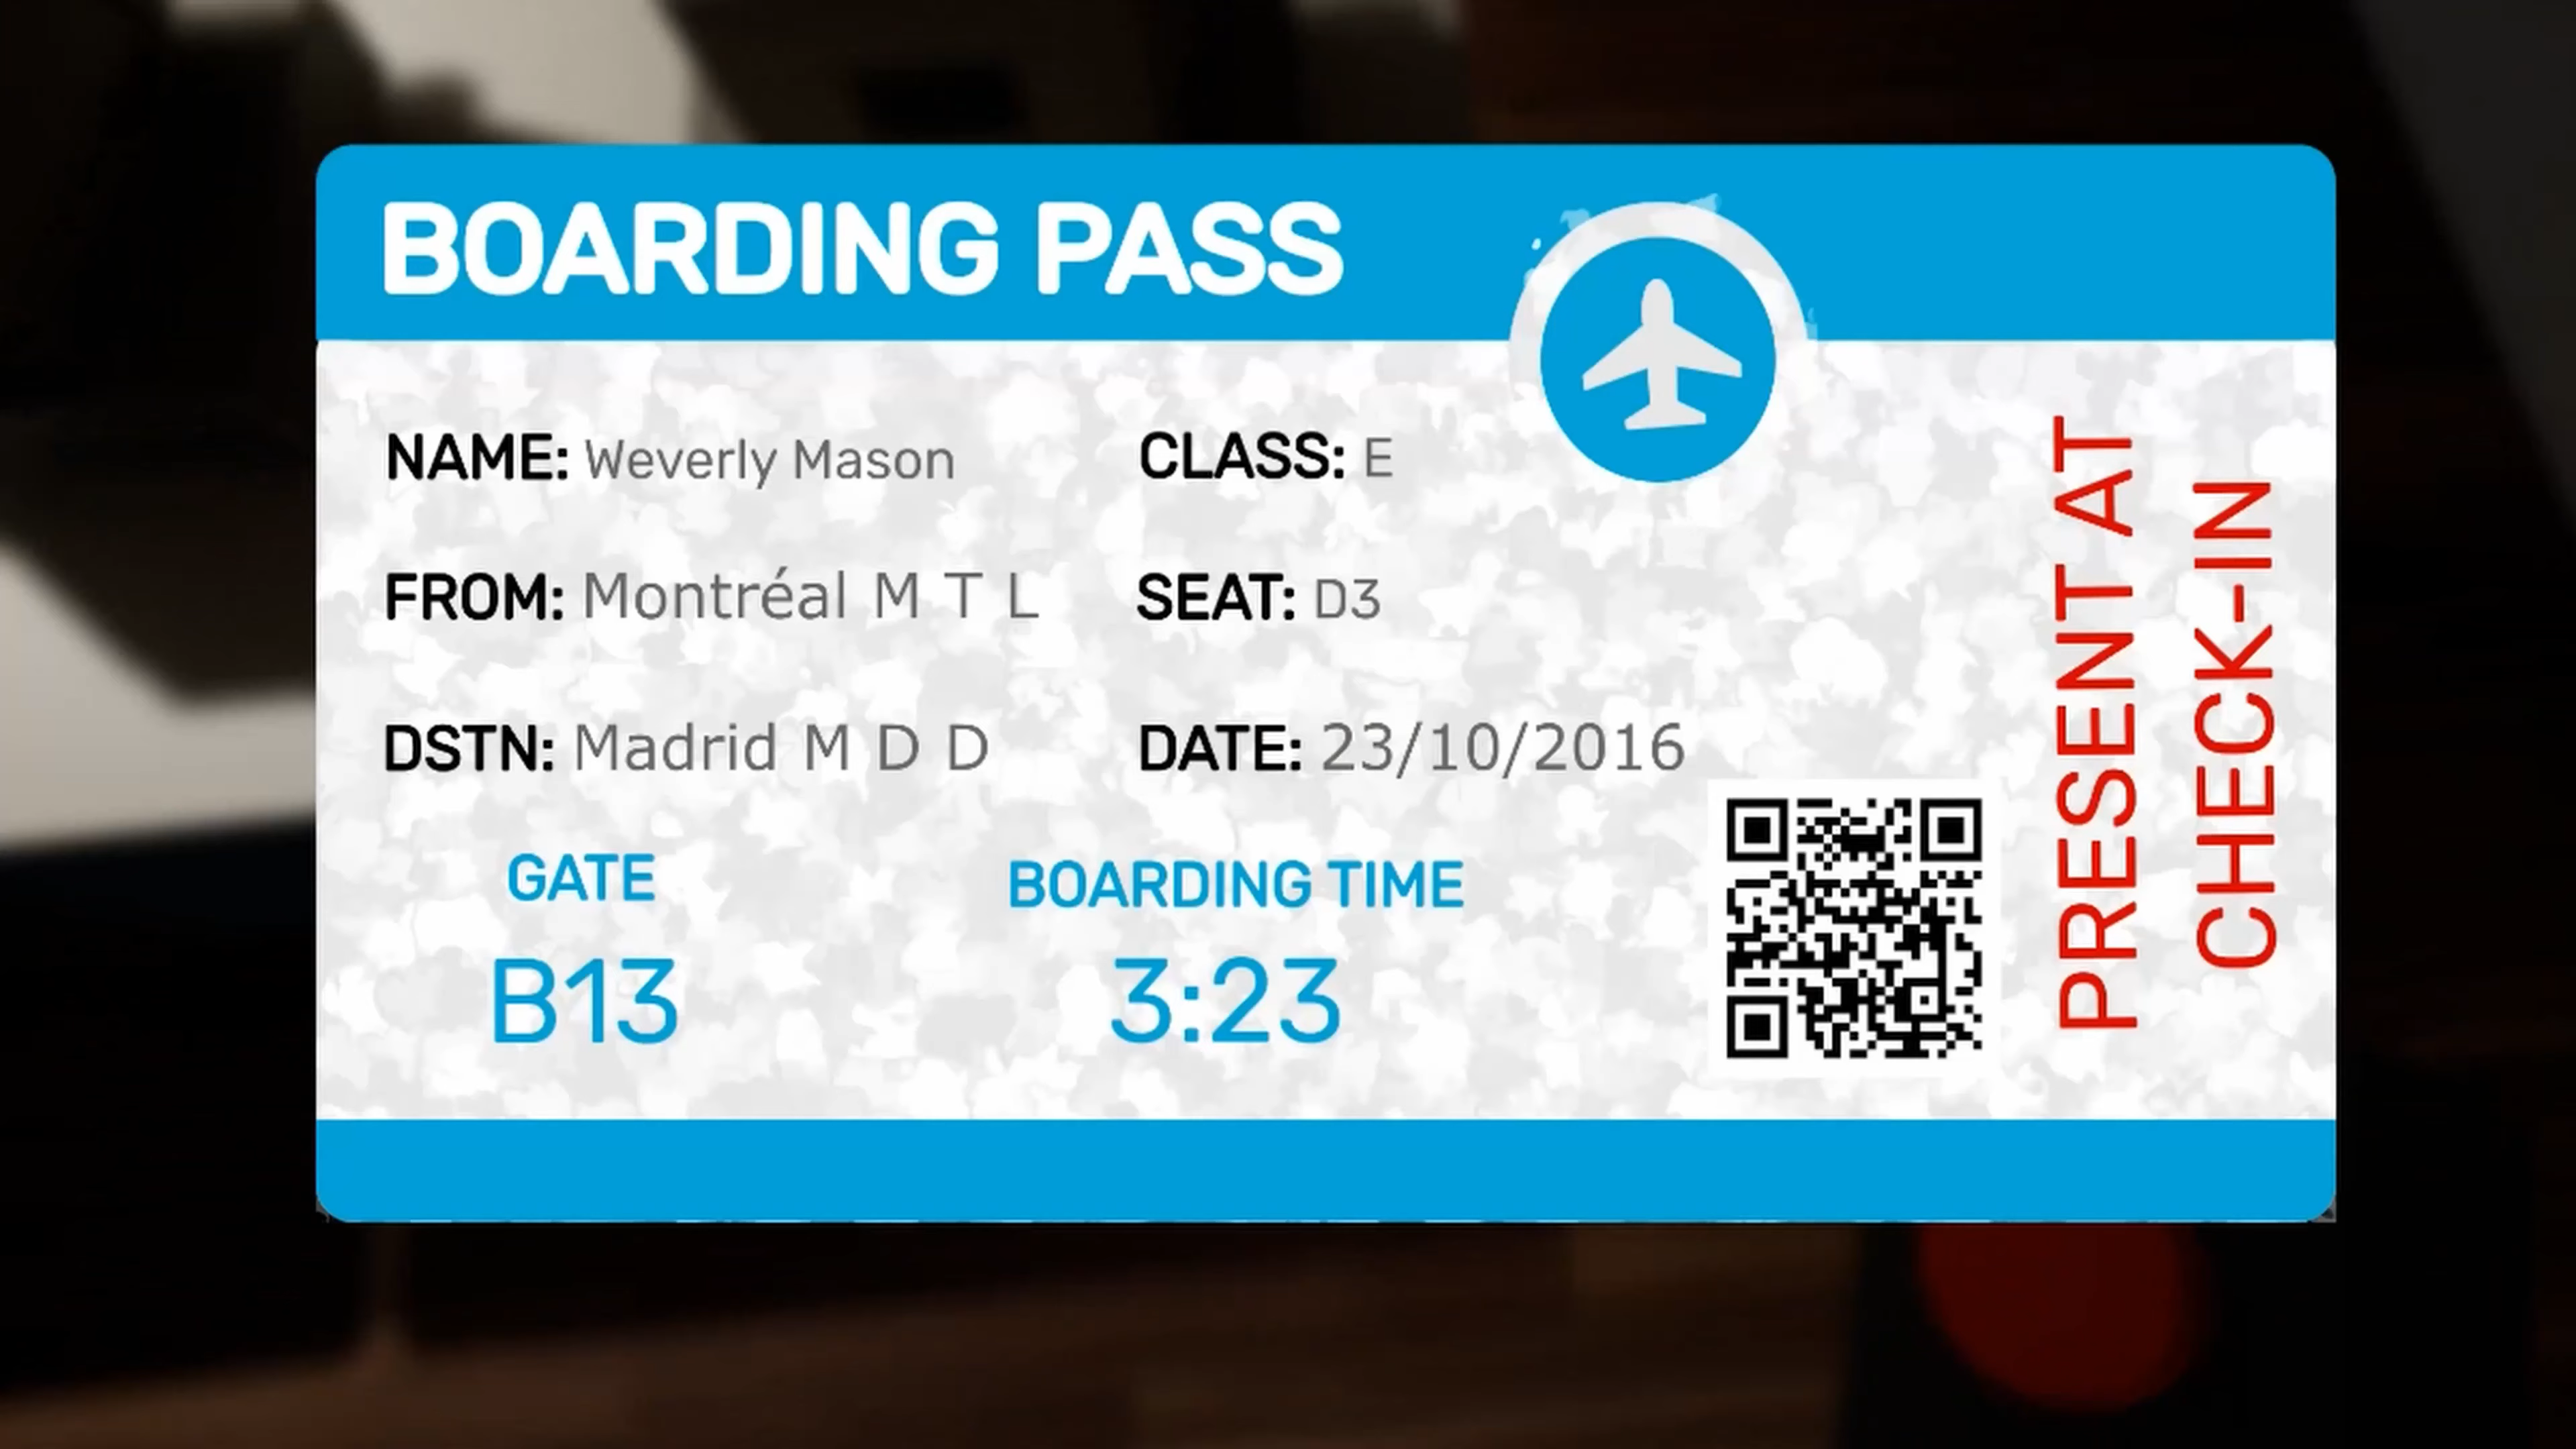 BOARDING PASS
NAME: Weverly Mason
CLASS: E
FROM: Montréal M T L
SEAT: D3
DSTN: Madrid M D D
DATE: 23/10/2016
GATE
B13
BOARDING TIME
3:23
PRESENT AT
CHECK-IN